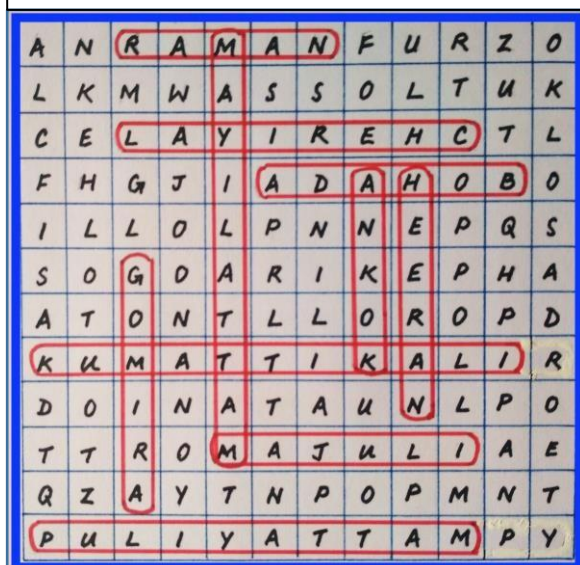 A N R A M A N F U R Z O
L K M W A S S O L T U K
C E L A Y I R E H C T L
F H G J I A D A H O B O
I L L O L P N N E P Q S
S O G D A R I K E P H A
A T O N T L L O R O P D
K U M A T T I K A L I R
D O I N A T A U N L P O
T T R O M A J U L I A E
Q Z A Y T N P O P M N T
P U L I Y A T T A M P Y